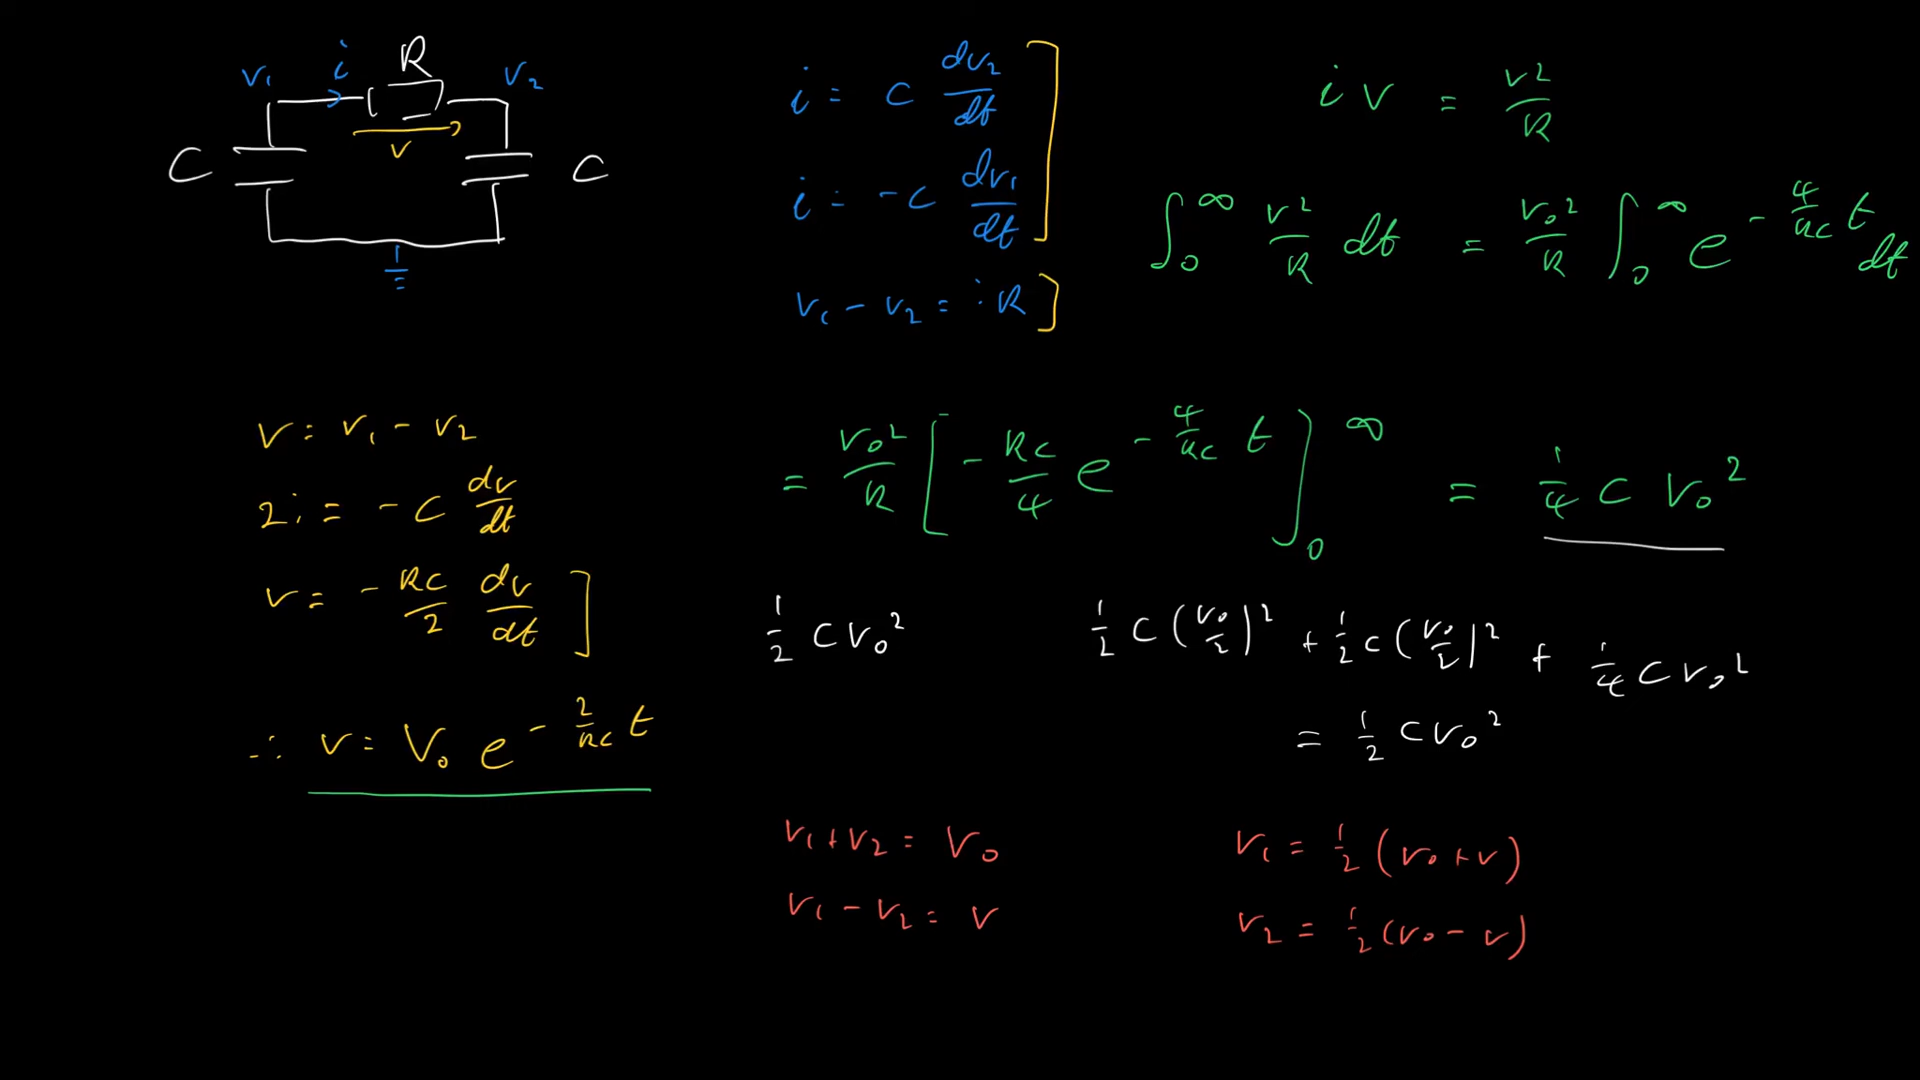 v₁ i R v₂
C v C
i = C dv₂/dt
i = -C dv₁/dt
v₁ - v₂ = iR
i v = v²/R
∫₀^∞ v²/R dt = V₀²/R ∫₀^∞ e^(-4/RC t) dt
v = v₁ - v₂
2i = -C dv/dt
v = -RC/2 dv/dt
∴ v = V₀ e^(-2/RC t)
= V₀²/R [-RC/4 e^(-4/RC t)]₀^∞ = 1/4 C V₀²
1/2 C V₀²
1/2 C (V₀/2)² + 1/2 C (V₀/2)² + 1/4 C V₀²
= 1/2 C V₀²
v₁ + v₂ = V₀
v₁ - v₂ = v
v₁ = 1/2 (V₀ + v)
v₂ = 1/2 (V₀ - v)